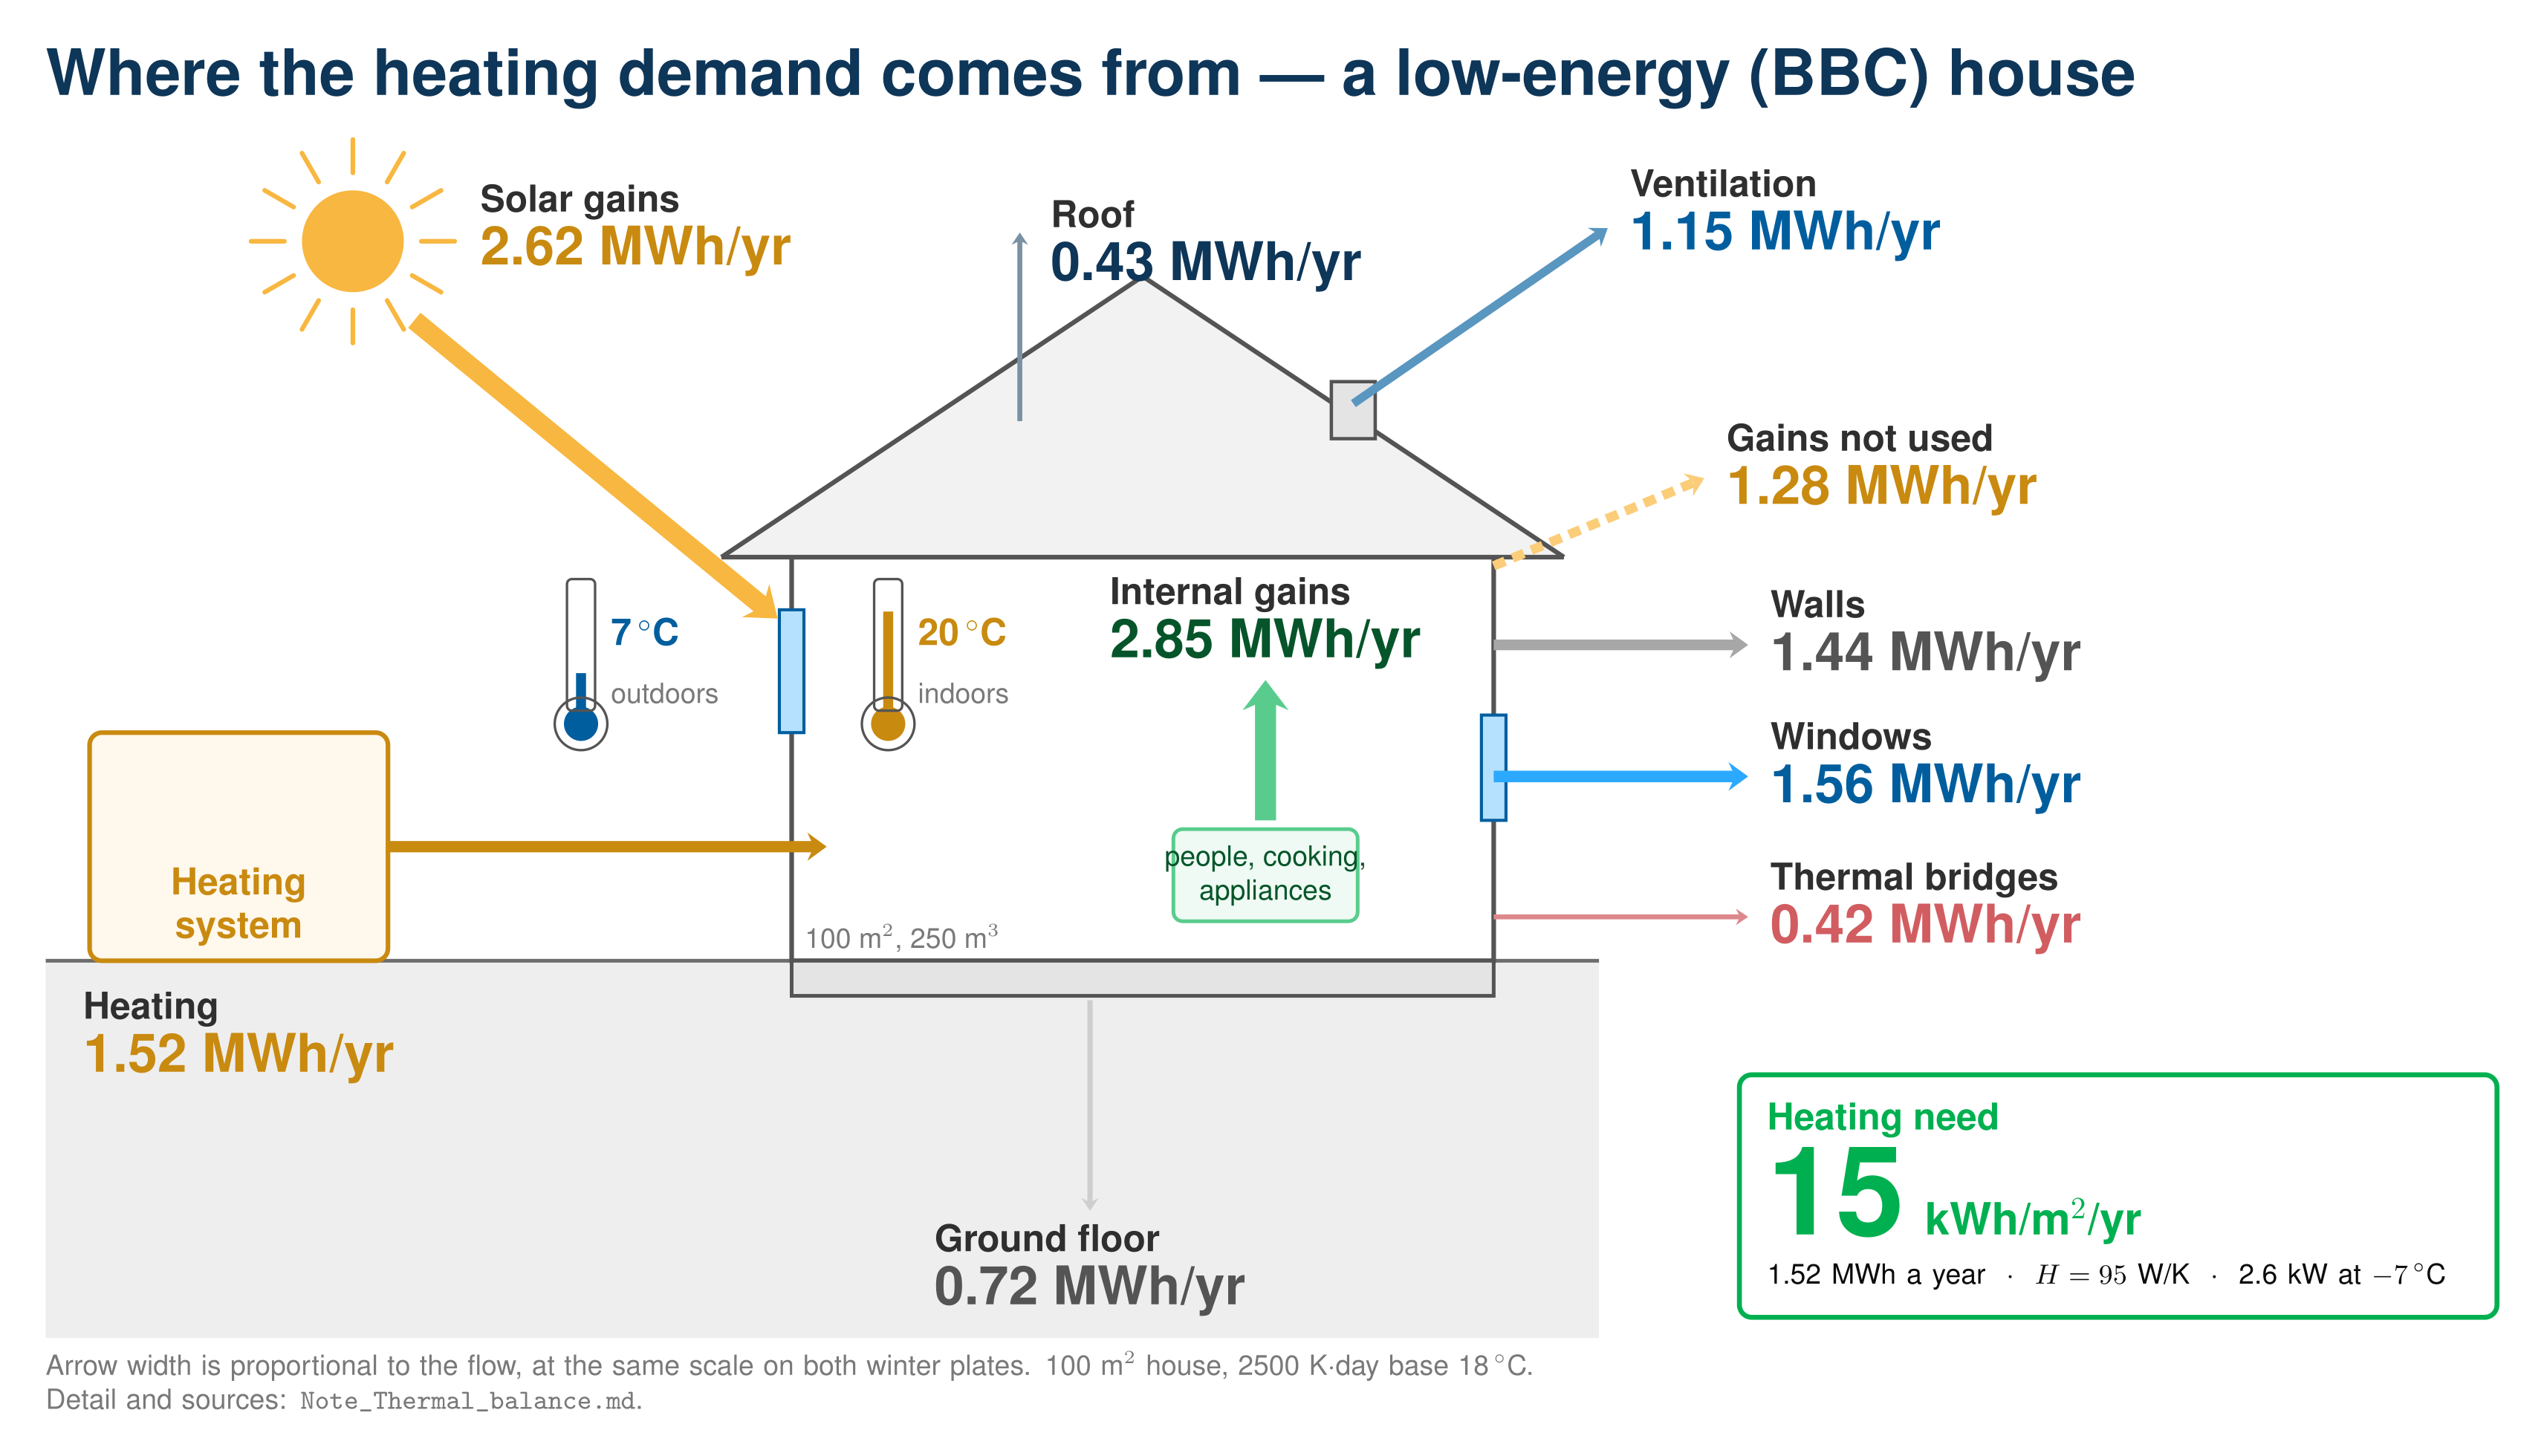 Where the heating demand comes from — a low-energy (BBC) house
Solar gains
2.62 MWh/yr
Roof
0.43 MWh/yr
Ventilation
1.15 MWh/yr
Gains not used
1.28 MWh/yr
7 °C
outdoors
20 °C
indoors
Internal gains
2.85 MWh/yr
people, cooking,
appliances
Walls
1.44 MWh/yr
Windows
1.56 MWh/yr
Thermal bridges
0.42 MWh/yr
Heating
system
100 m², 250 m³
Heating
1.52 MWh/yr
Ground floor
0.72 MWh/yr
Heating need
15 kWh/m²/yr
1.52 MWh a year · H = 95 W/K · 2.6 kW at −7 °C
Arrow width is proportional to the flow, at the same scale on both winter plates. 100 m² house, 2500 K·day base 18 °C.
Detail and sources: Note_Thermal_balance.md.